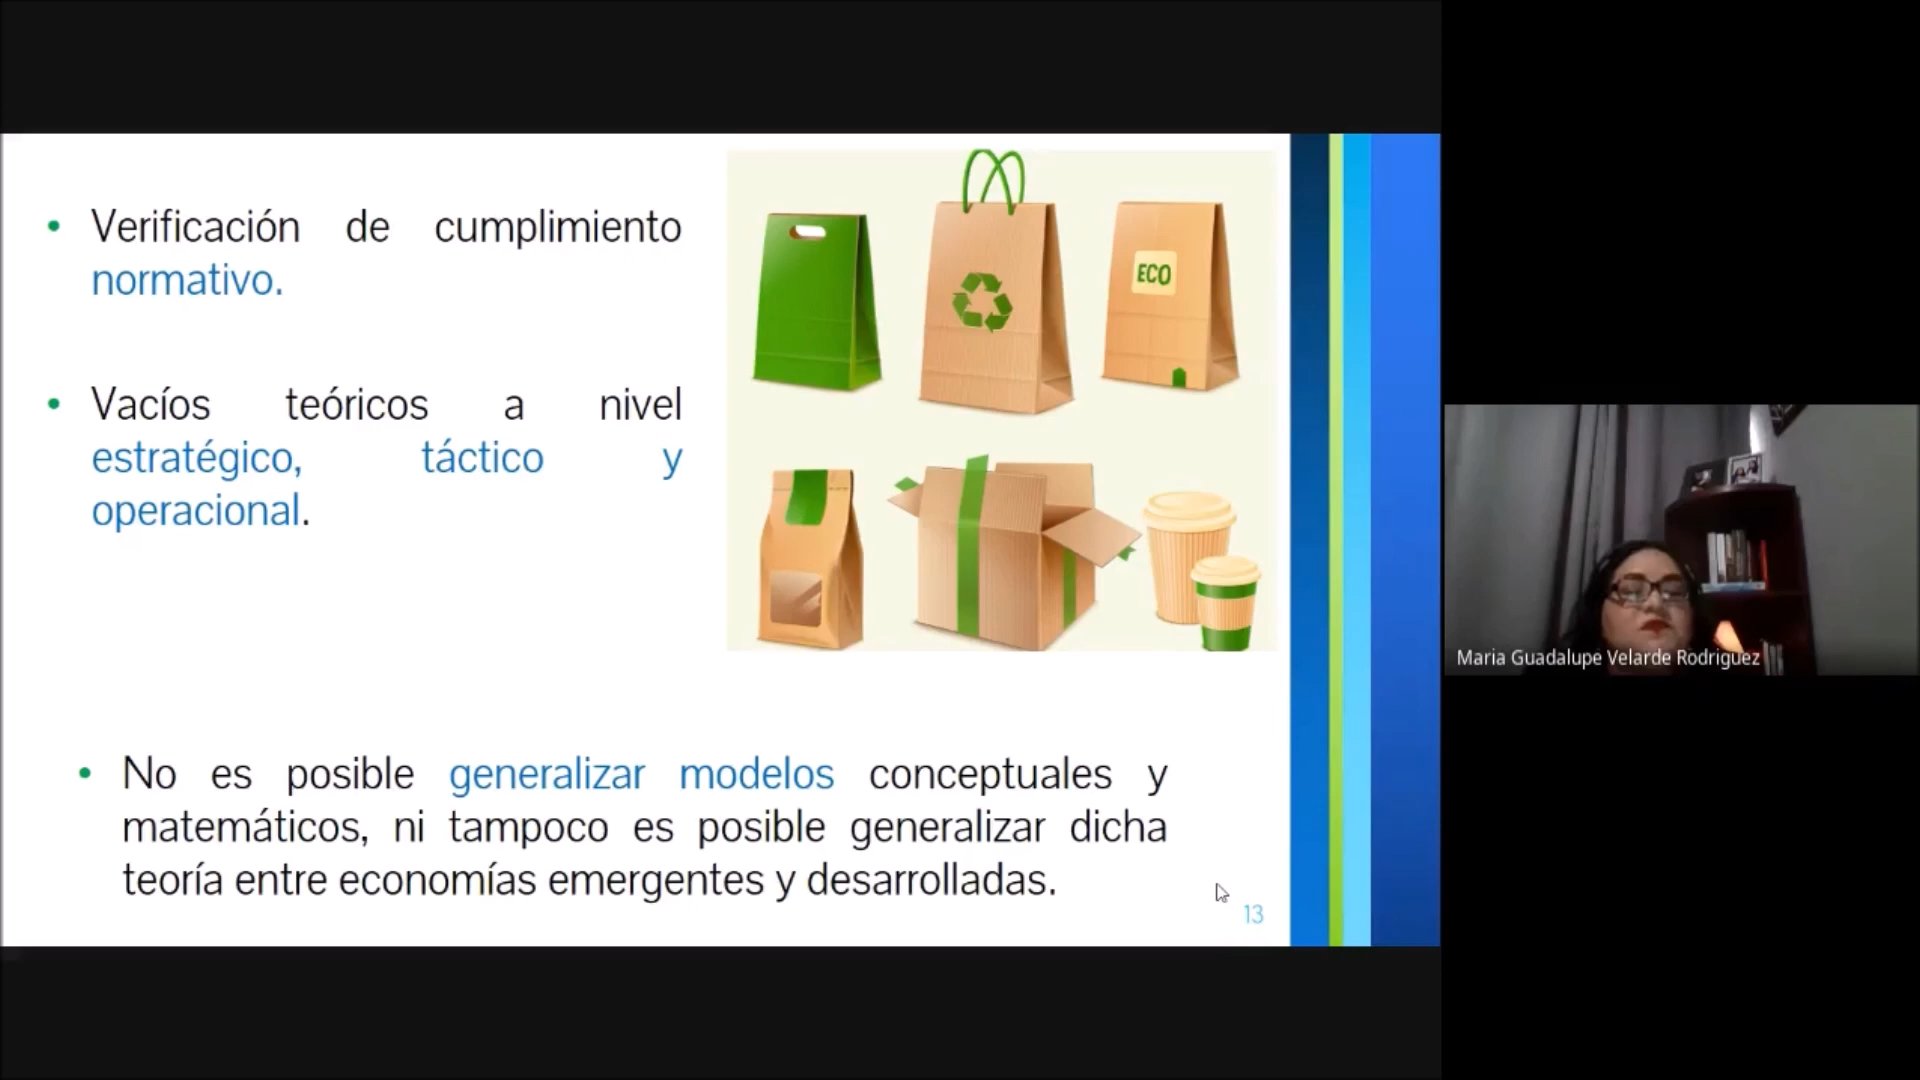 Verificación de cumplimiento
normativo.
Vacíos teóricos a nivel
estratégico, táctico y
operacional.
ECO
No es posible generalizar modelos conceptuales y
matemáticos, ni tampoco es posible generalizar dicha
teoría entre economías emergentes y desarrolladas.
13
Maria Guadalupe Velarde Rodriguez